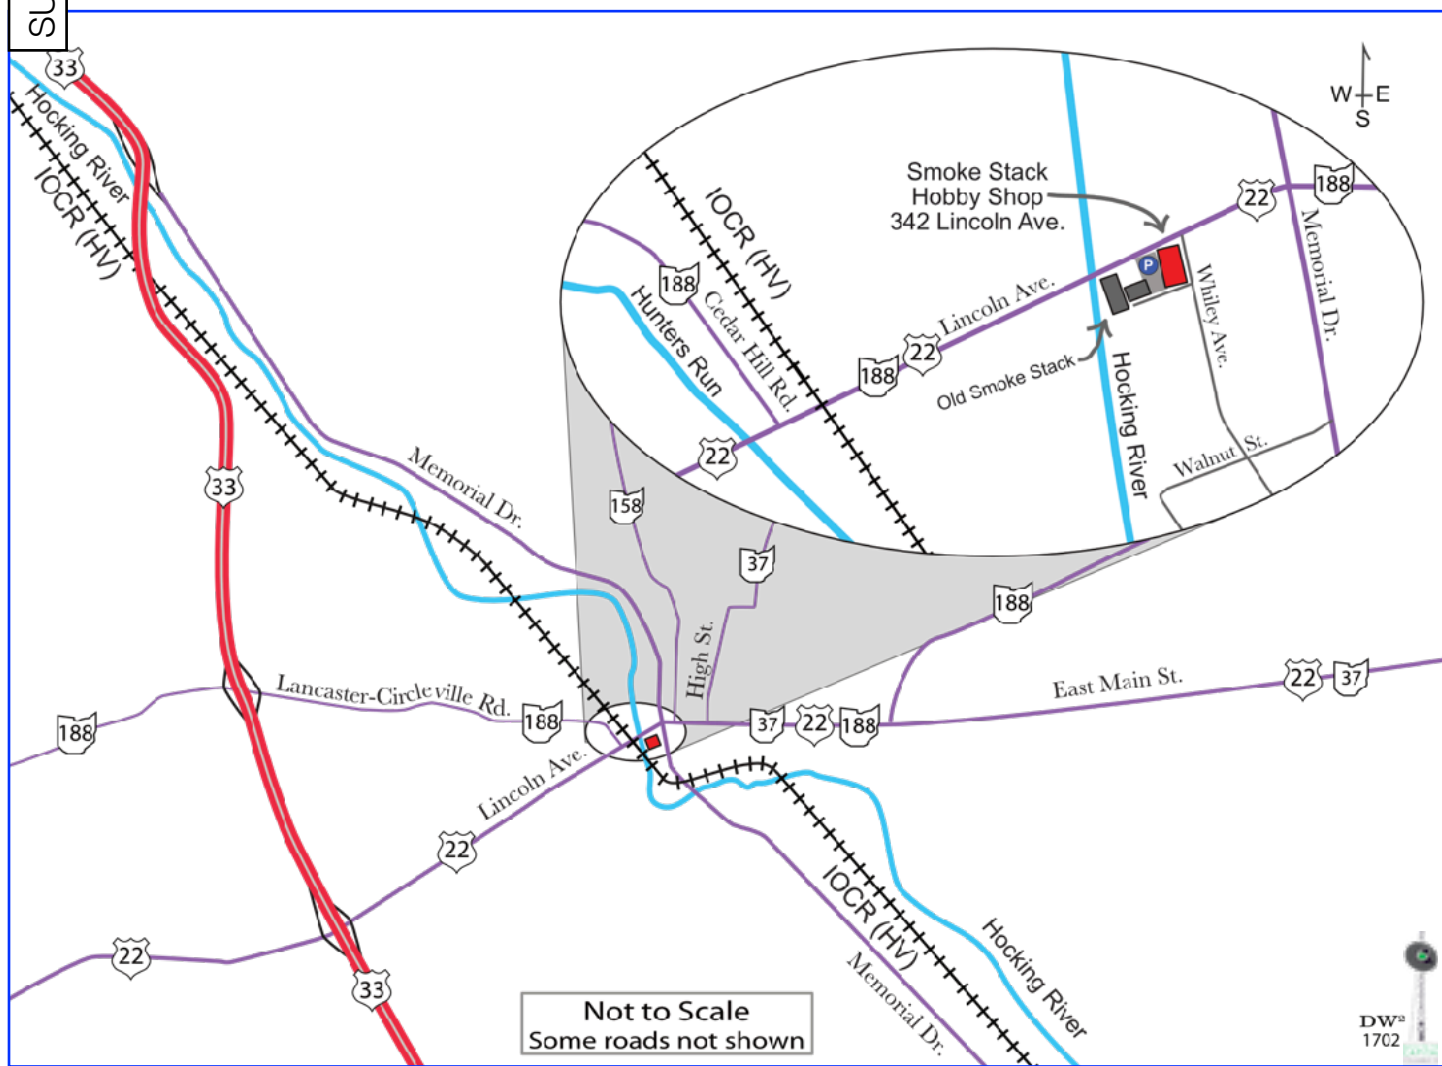 SU
33
Hocking River
IOCR (HV)
W E
S
Smoke Stack
Hobby Shop
342 Lincoln Ave.
22
188
IOCR (HV)
Memorial Dr.
P
188
Cedar Hill Rd.
Hunters Run
Lincoln Ave.
Whiley Ave.
22
188
Old Smoke Stack
Hocking River
22
Walnut St.
33
Memorial Dr.
158
37
188
High St.
Lancaster-Circleville Rd.
188
188
East Main St.
22
37
37
22
188
Lincoln Ave.
22
22
33
IOCR (HV)
Hocking River
Memorial Dr.
Not to Scale
Some roads not shown
DW²
1702